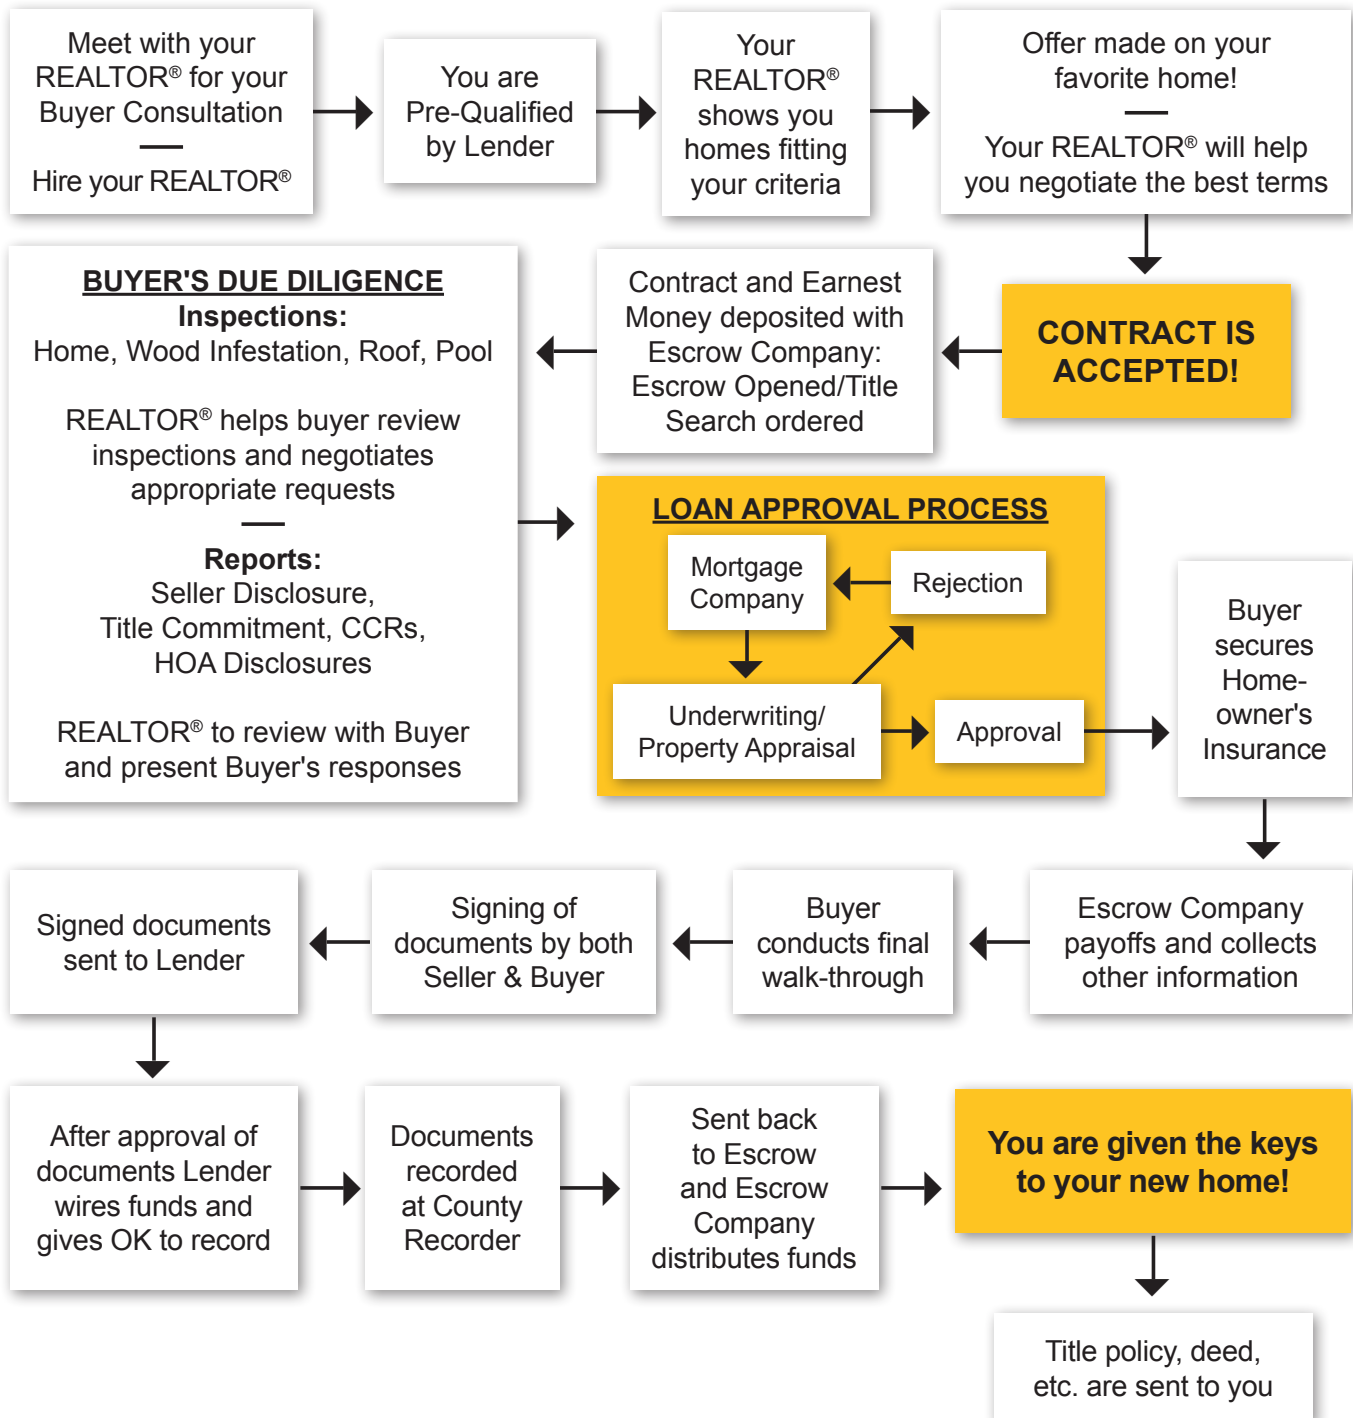 Meet with your
REALTOR® for your
Buyer Consultation
Hire your REALTOR®
You are
Pre-Qualified
by Lender
Your
REALTOR®
shows you
homes fitting
your criteria
Offer made on your
favorite home!
Your REALTOR® will help
you negotiate the best terms
CONTRACT IS
ACCEPTED!
Contract and Earnest
Money deposited with
Escrow Company:
Escrow Opened/Title
Search ordered
BUYER'S DUE DILIGENCE
Inspections:
Home, Wood Infestation, Roof, Pool
REALTOR® helps buyer review
inspections and negotiates
appropriate requests
Reports:
Seller Disclosure,
Title Commitment, CCRs,
HOA Disclosures
REALTOR® to review with Buyer
and present Buyer's responses
LOAN APPROVAL PROCESS
Mortgage
Company
Rejection
Underwriting/
Property Appraisal
Approval
Buyer
secures
Home-
owner's
Insurance
Escrow Company
payoffs and collects
other information
Buyer
conducts final
walk-through
Signing of
documents by both
Seller & Buyer
Signed documents
sent to Lender
After approval of
documents Lender
wires funds and
gives OK to record
Documents
recorded
at County
Recorder
Sent back
to Escrow
and Escrow
Company
distributes funds
You are given the keys
to your new home!
Title policy, deed,
etc. are sent to you